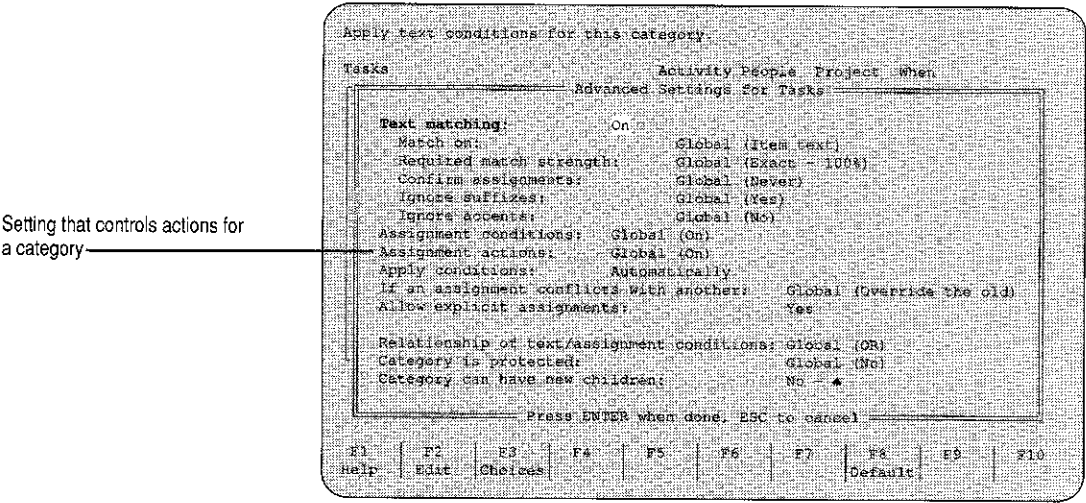 Apply text conditions for this category.
Tasks Activity People Project When
Advanced Settings for Tasks
Text matching: On
Match on: Global (Item text)
Required match strength: Global (Exact - 100%)
Confirm assignments: Global (Never)
Ignore suffixes: Global (Yes)
Ignore accents: Global (No)
Setting that controls actions for
a category
Assignment conditions: Global (On)
Assignment actions: Global (On)
Apply conditions: Automatically
If an assignment conflicts with another: Global (Override the old)
Allow explicit assignments: Yes
Relationship of text/assignment conditions: Global (OR)
Category is protected: Global (No)
Category can have new children: No - ♠
Press ENTER when done, ESC to cancel
F1 F2 F3 F4 F5 F6 F7 F8 F9 F10
Help Edit Choices Default